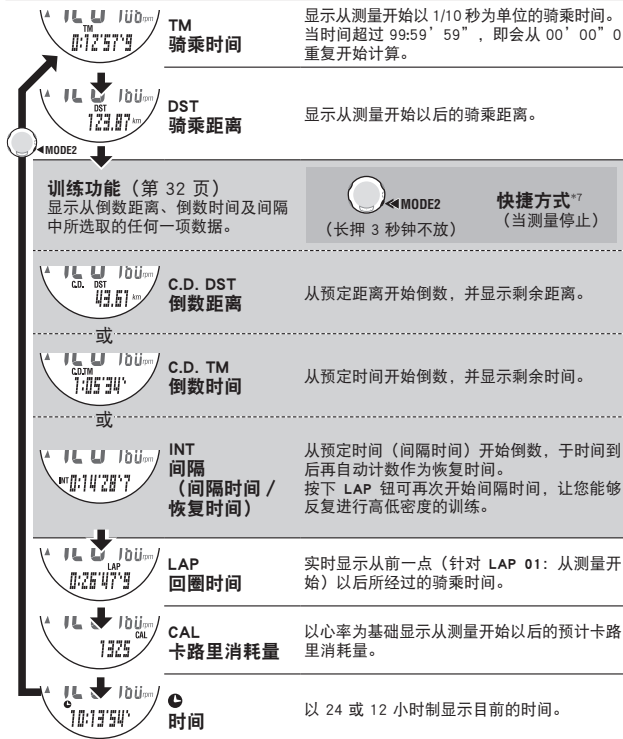 TM
0:12'57"9
TM
骑乘时间
显示从测量开始以 1/10 秒为单位的骑乘时间。
当时间超过 99:59’59”，即会从 00’00”0
重复开始计算。
DST
123.87 km
DST
骑乘距离
显示从测量开始以后的骑乘距离。
MODE2
训练功能（第 32 页）
显示从倒数距离、倒数时间及间隔
中所选取的任何一项数据。
MODE2
（长押 3 秒钟不放）
快捷方式*7
（当测量停止）
C.D. DST
43.61 km
C.D. DST
倒数距离
从预定距离开始倒数，并显示剩余距离。
或
C.D.TM
1:05'34"
C.D. TM
倒数时间
从预定时间开始倒数，并显示剩余时间。
或
INT 0:14'28"7
INT
间隔
（间隔时间 /
恢复时间）
从预定时间（间隔时间）开始倒数，于时间到
后再自动计数作为恢复时间。
按下 LAP 钮可再次开始间隔时间，让您能够
反复进行高低密度的训练。
LAP
0:26'47"9
LAP
回圈时间
实时显示从前一点（针对 LAP 01：从测量开
始）以后所经过的骑乘时间。
CAL
1325
CAL
卡路里消耗量
以心率为基础显示从测量开始以后的预计卡路
里消耗量。
10:13'54"
时间
以 24 或 12 小时制显示目前的时间。